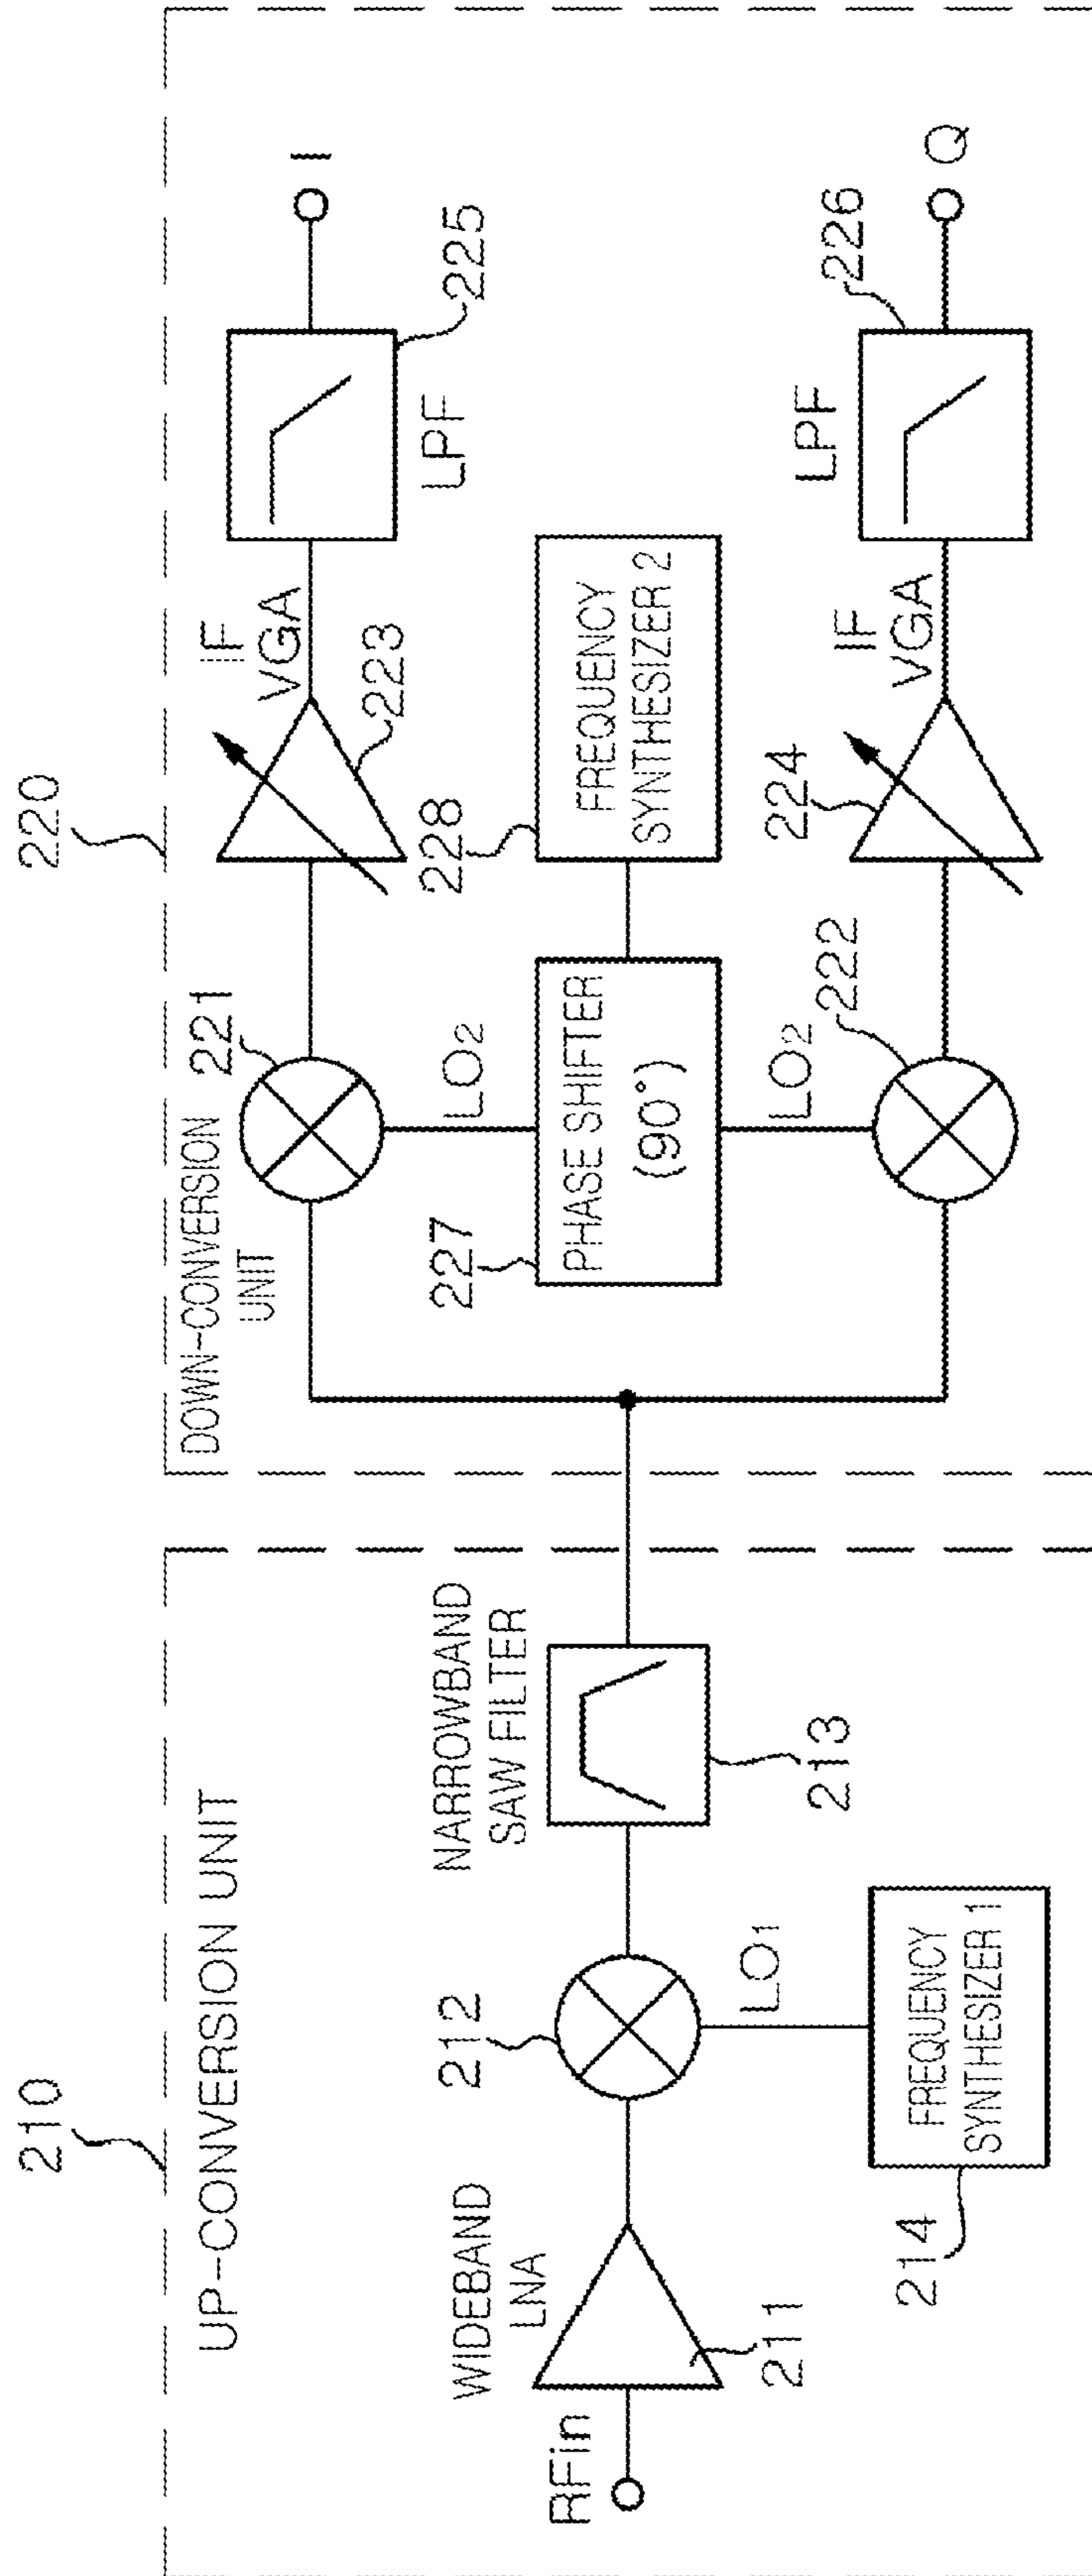 210
UP-CONVERSION UNIT
RFin
WIDEBAND
LNA
211
212
LO1
FREQUENCY
SYNTHESIZER 1
214
NARROWBAND
SAW FILTER
213
220
DOWN-CONVERSION
UNIT
221
LO2
227
PHASE SHIFTER
(90°)
LO2
222
228
FREQUENCY
SYNTHESIZER 2
IF
VGA
223
224
IF
VGA
LPF
225
LPF
226
I
Q